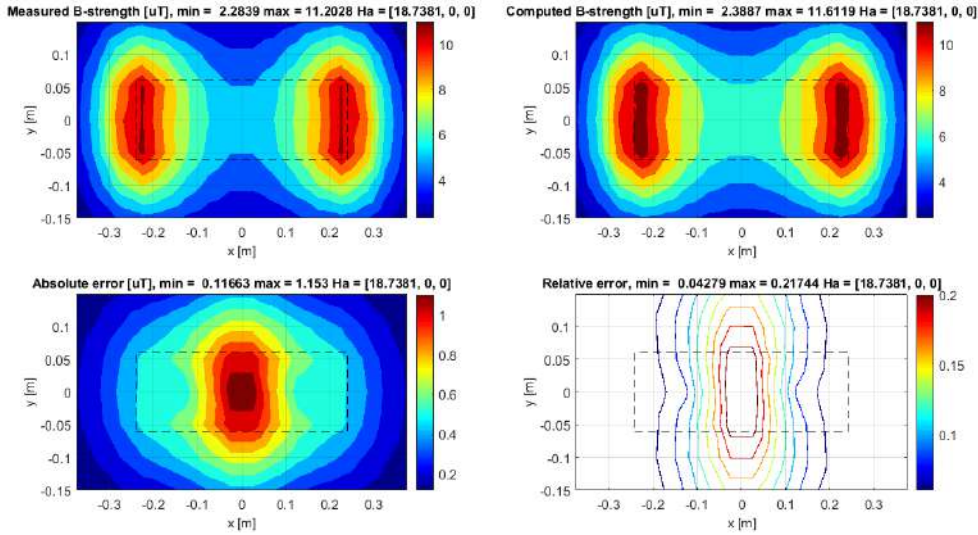 Measured B-strength [uT], min = 2.2839 max = 11.2028 Ha = [18.7381, 0, 0]
0.15
0.1
0.05
0
-0.05
-0.1
-0.15
y [m]
-0.3 -0.2 -0.1 0 0.1 0.2 0.3
x [m]
10
8
6
4
Computed B-strength [uT], min = 2.3887 max = 11.6119 Ha = [18.7381, 0, 0]
0.1
0.05
0
-0.05
-0.1
-0.15
y [m]
-0.3 -0.2 -0.1 0 0.1 0.2 0.3
x [m]
10
8
6
4
Absolute error [uT], min = 0.11663 max = 1.153 Ha = [18.7381, 0, 0]
0.1
0.05
0
-0.05
-0.1
-0.15
y [m]
-0.3 -0.2 -0.1 0 0.1 0.2 0.3
x [m]
1
0.8
0.6
0.4
0.2
Relative error, min = 0.04279 max = 0.21744 Ha = [18.7381, 0, 0]
0.1
0.05
0
-0.05
-0.1
-0.15
y [m]
-0.3 -0.2 -0.1 0 0.1 0.2 0.3
x [m]
0.2
0.15
0.1